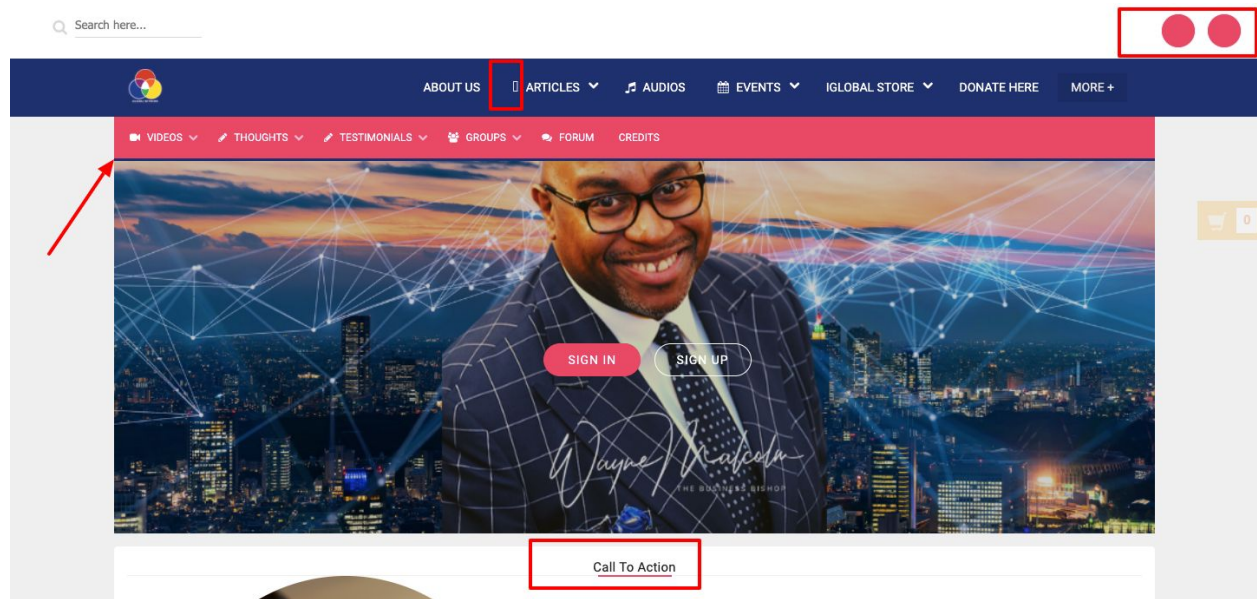 Search here...
ABOUT US ARTICLES AUDIOS EVENTS IGLOBAL STORE DONATE HERE MORE +
VIDEOS THOUGHTS TESTIMONIALS GROUPS FORUM CREDITS
0
SIGN IN SIGN UP
Wayne Malcolm
THE BUSINESS BISHOP
Call To Action